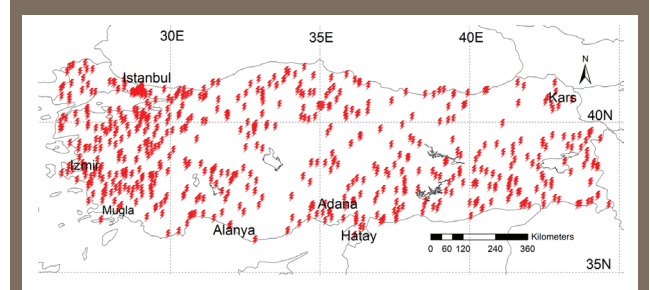 30E 35E 40E
N
Istanbul
Kars
40N
Izmir
Mugla
Adana
Alanya
Hatay
Kilometers
0 60 120 240 360
35N